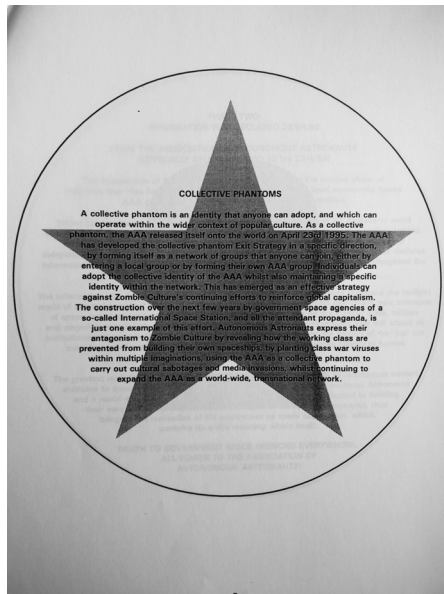 COLLECTIVE PHANTOMS
A collective phantom is an identity that anyone can adopt, and which can
operate within the wider context of popular culture. As a collective
phantom, the AAA released itself onto the world on April 23rd 1995. The AAA
has developed the collective phantom Exit Strategy in a specific direction,
by forming itself as a network of groups that anyone can join, either by
entering a local group or by forming their own AAA group. Individuals can
adopt the collective identity of the AAA whilst also maintaining a specific
identity within the network. This has emerged as an effective strategy
against Zombie Culture's continuing efforts to reinforce global capitalism.
The construction over the next few years by government space agencies of a
so-called International Space Station, and all the attendant propaganda, is
just one example of this effort. Autonomous Astronauts express their
antagonism to Zombie Culture by revealing how the working class are
prevented from building their own spaceships, by planting class war viruses
within multiple imaginations, using the AAA as a collective phantom to
carry out cultural sabotages and media invasions, whilst continuing to
expand the AAA as a world-wide, transnational network.